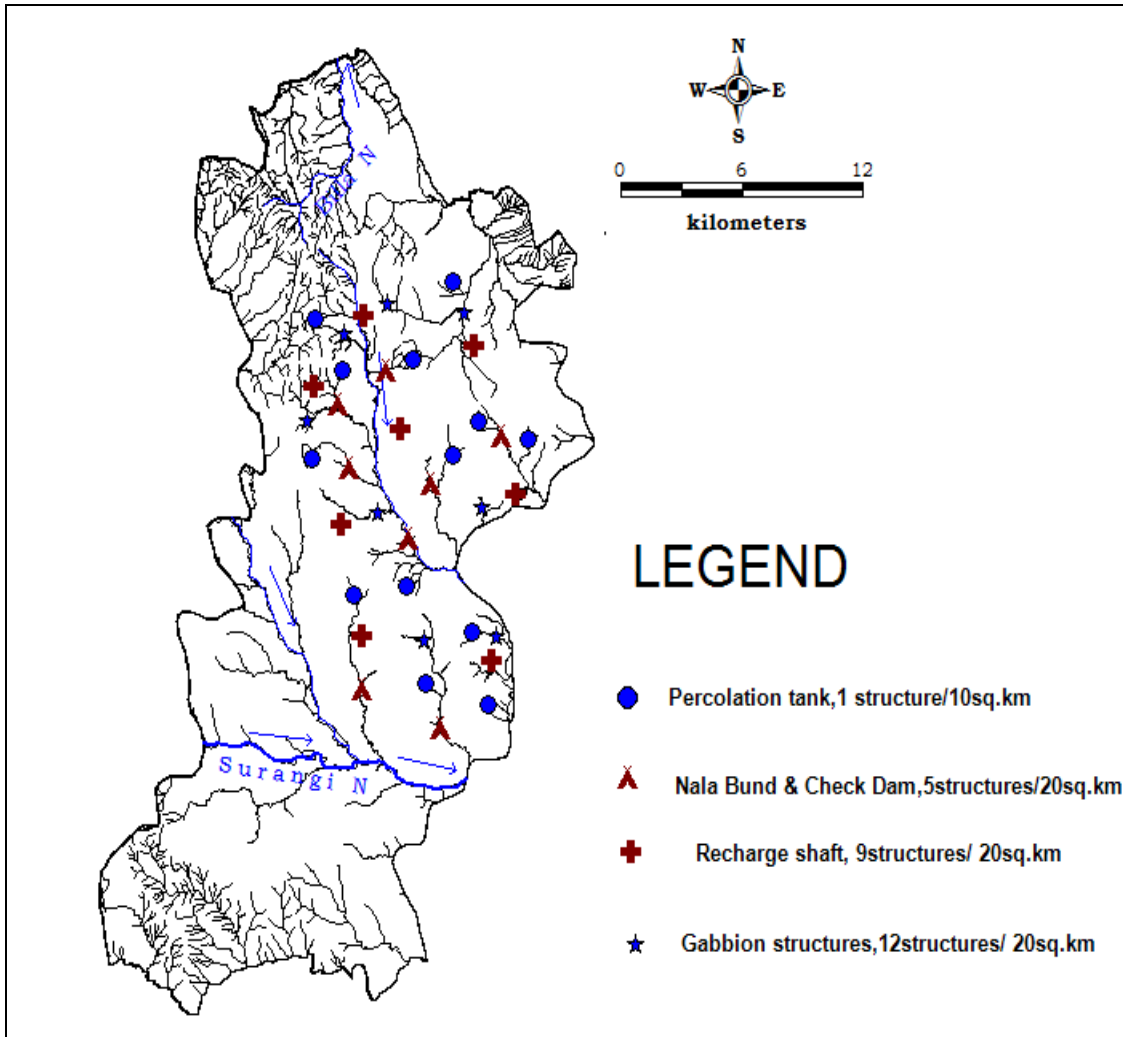 N
W E
S
0 6 12
kilometers
Bda N
LEGEND
Percolation tank,1 structure/10sq.km
Nala Bund & Check Dam,5structures/20sq.km
Surangi N
Recharge shaft, 9structures/ 20sq.km
Gabbion structures,12structures/ 20sq.km